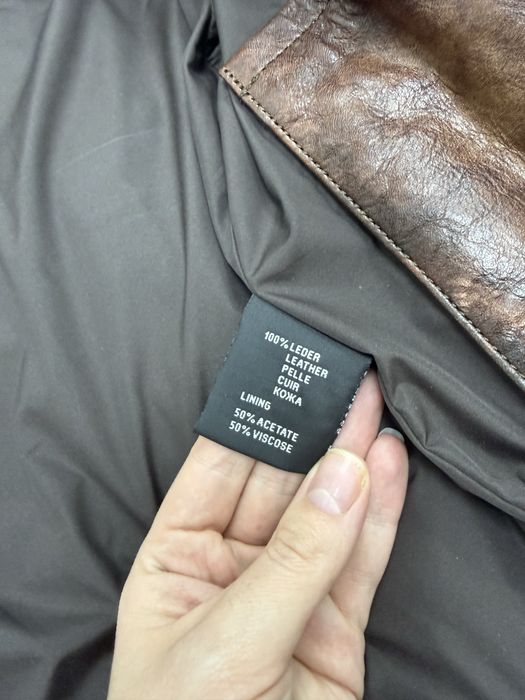 100% LEDER
LEATHER
PELLE
CUIR
КОЖА
LINING
50% ACETATE
50% VISCOSE